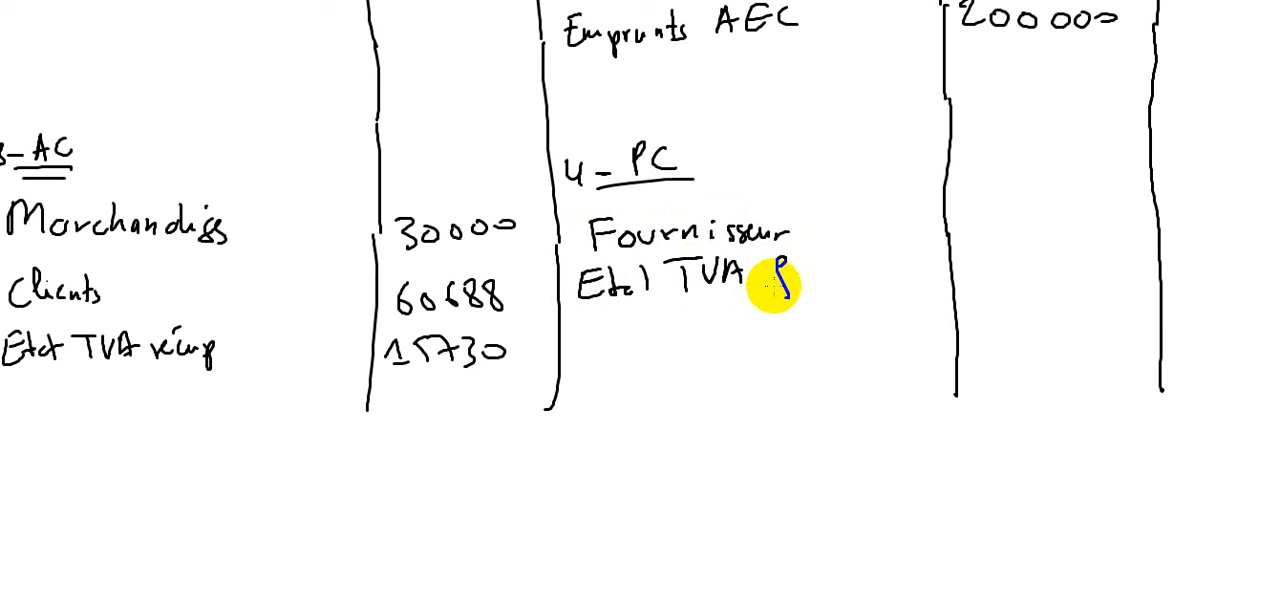 Emprunts AEC 200000
3-AC
4-PC
Marchandises 30000 Fournisseur
Clients 60688 Etat TVA
Etat TVA récup 15730